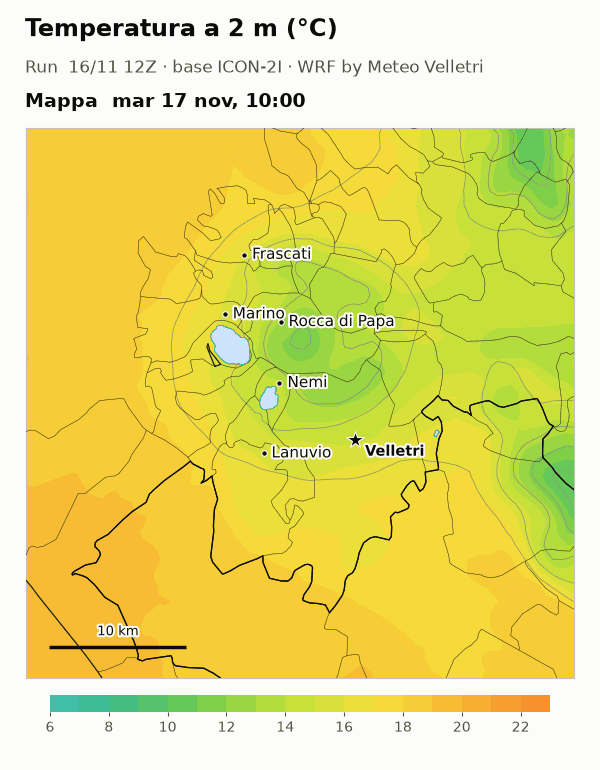 Temperatura a 2 m (°C)
Run  16/11 12Z · base ICON-2I · WRF by Meteo Velletri
Mappa  mar 17 nov, 10:00
Frascati
Marino
Rocca di Papa
Nemi
Velletri
Lanuvio
10 km
6 8 10 12 14 16 18 20 22